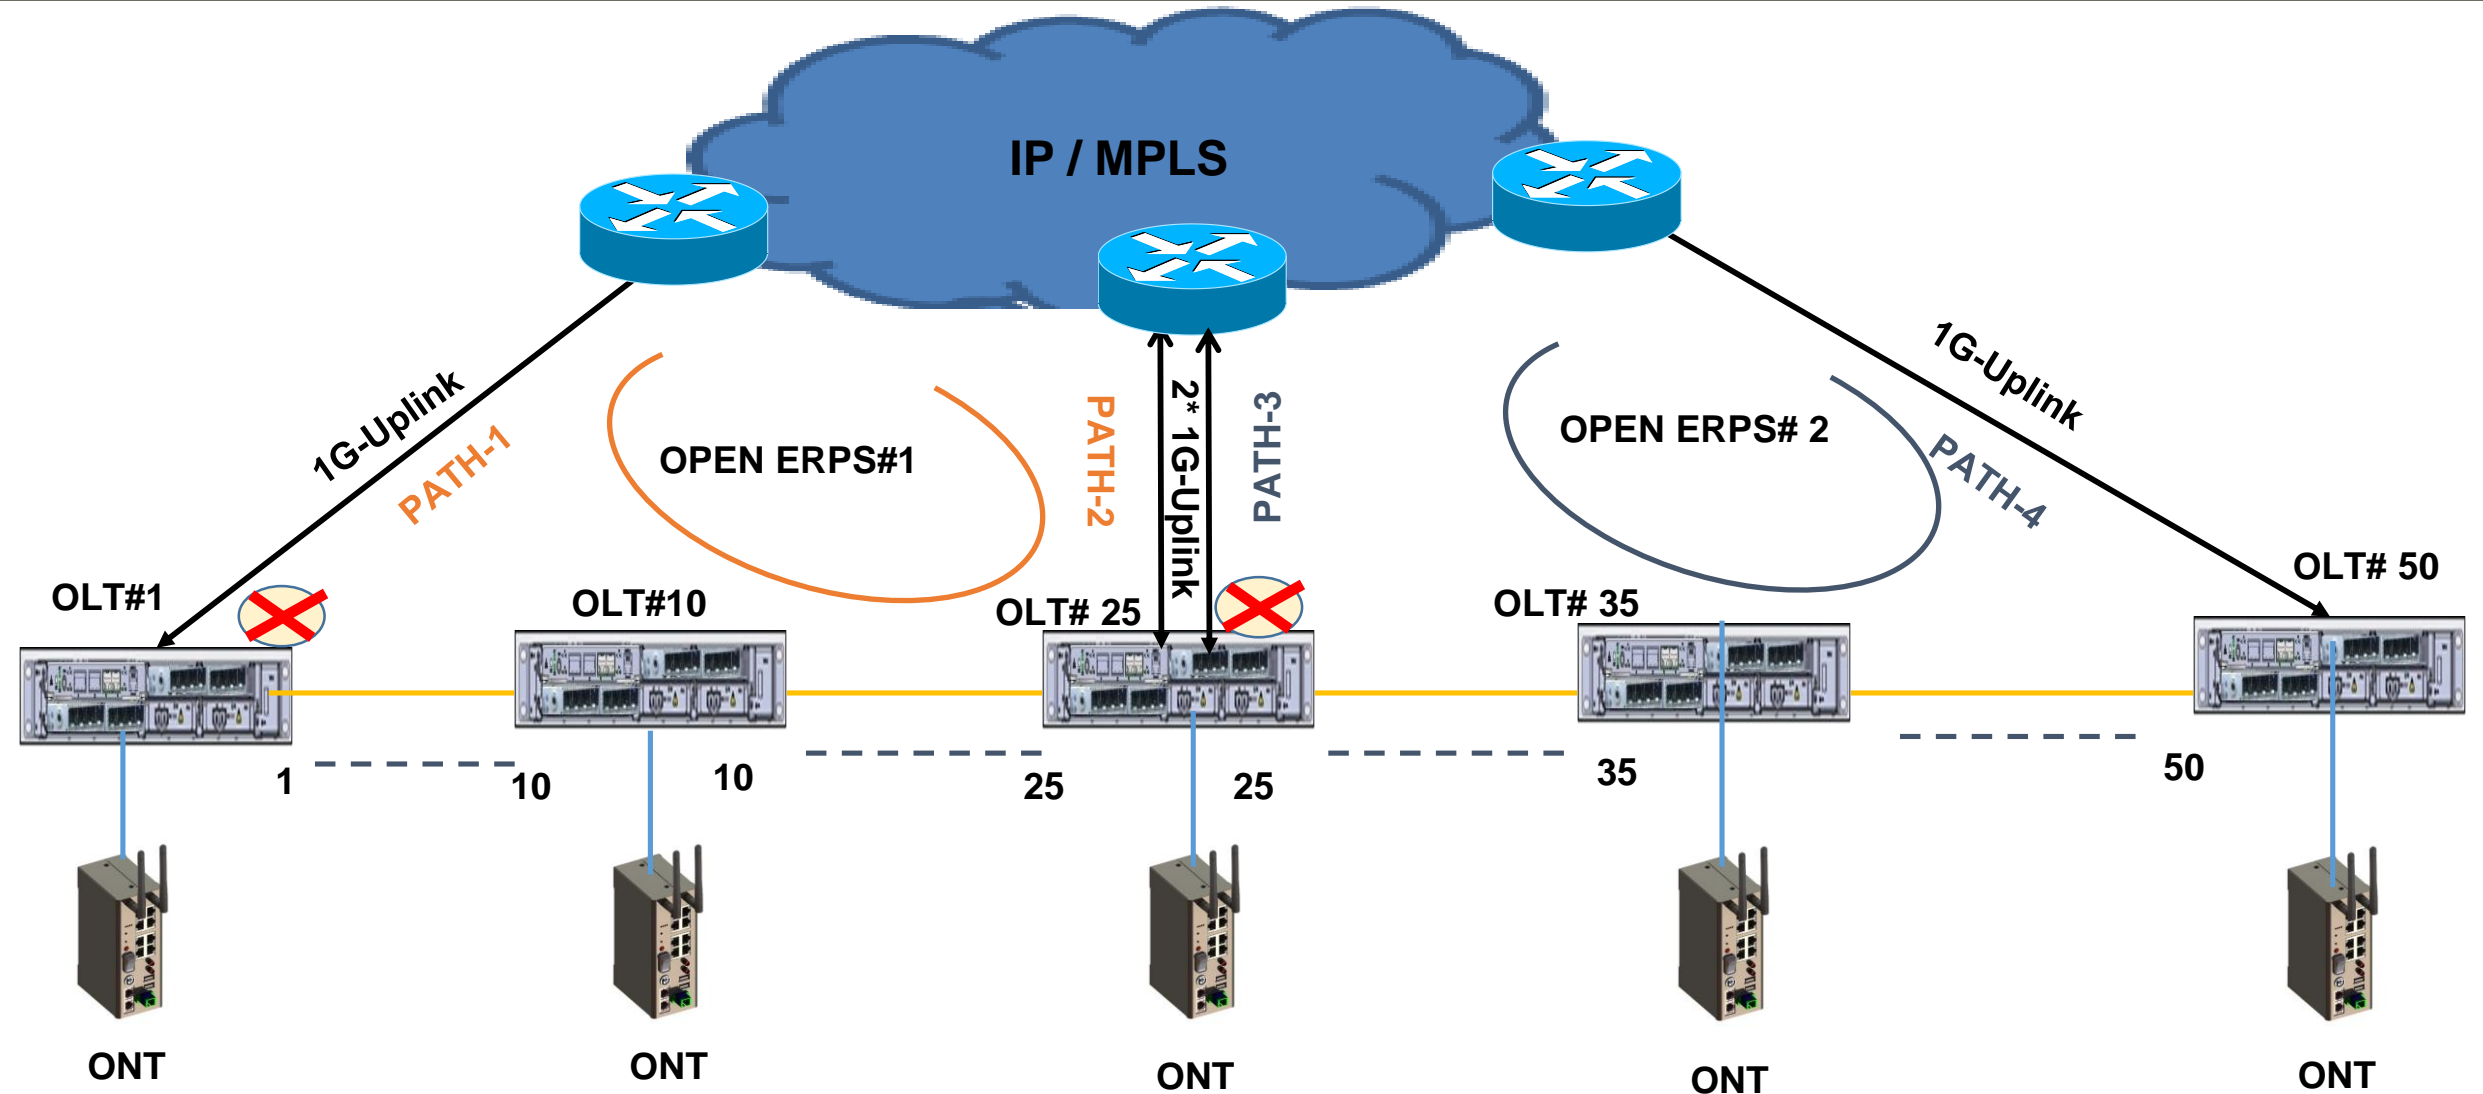 IP / MPLS
1G-Uplink
PATH-1
OPEN ERPS#1
PATH-2
2* 1G-Uplink
PATH-3
OPEN ERPS# 2
1G-Uplink
PATH-4
OLT#1
OLT#10
OLT# 25
OLT# 35
OLT# 50
1
10
10
25
25
35
50
ONT
ONT
ONT
ONT
ONT